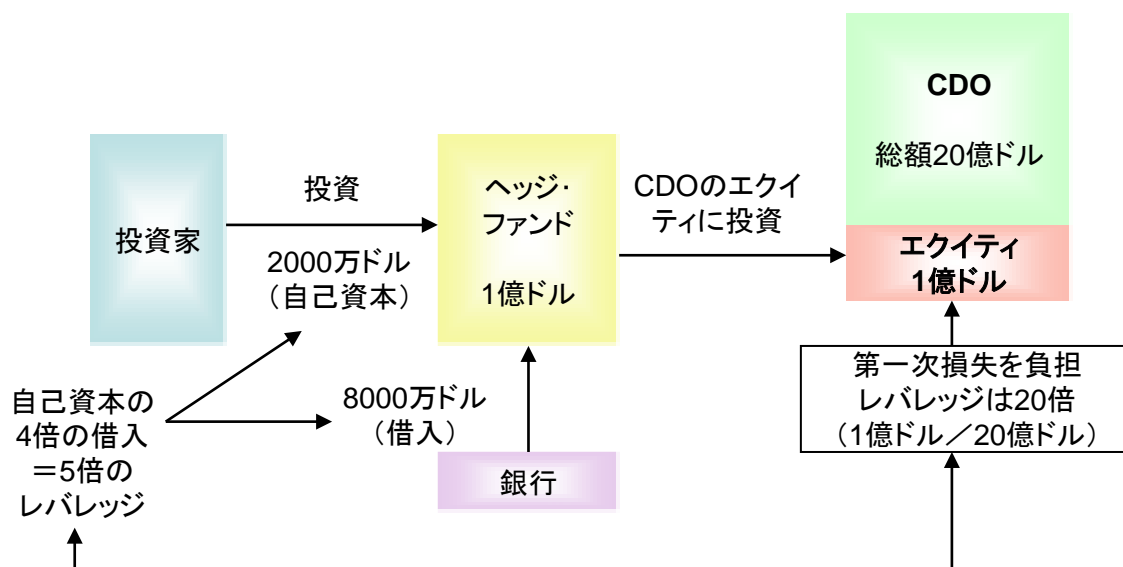 CDO
総額20億ドル
投資家
投資
2000万ドル
（自己資本）
ヘッジ・
ファンド
1億ドル
CDOのエクイ
ティに投資
エクイティ
1億ドル
自己資本の
4倍の借入
＝5倍の
レバレッジ
8000万ドル
（借入）
銀行
第一次損失を負担
レバレッジは20倍
（1億ドル／20億ドル）